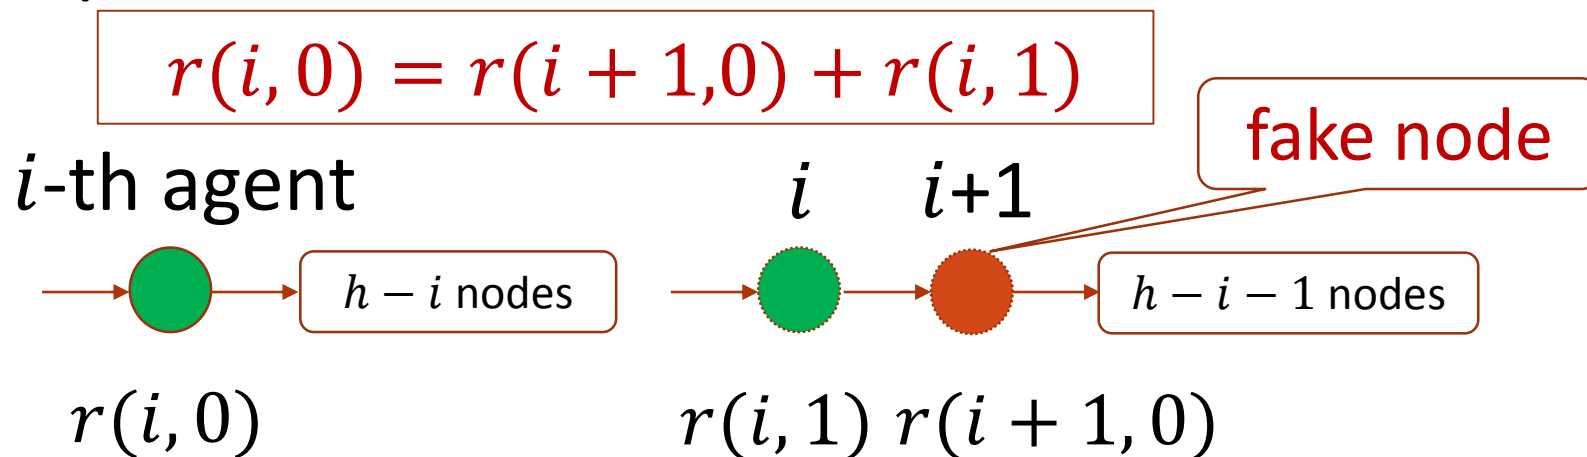 r(i, 0) = r(i + 1,0) + r(i, 1)
fake node
i-th agent
i i+1
h − i nodes
h − i − 1 nodes
r(i, 0)
r(i, 1) r(i + 1, 0)